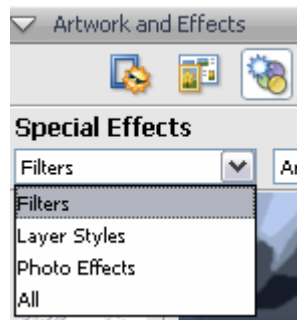 Artwork and Effects
Special Effects
Filters
Filters
Layer Styles
Photo Effects
All